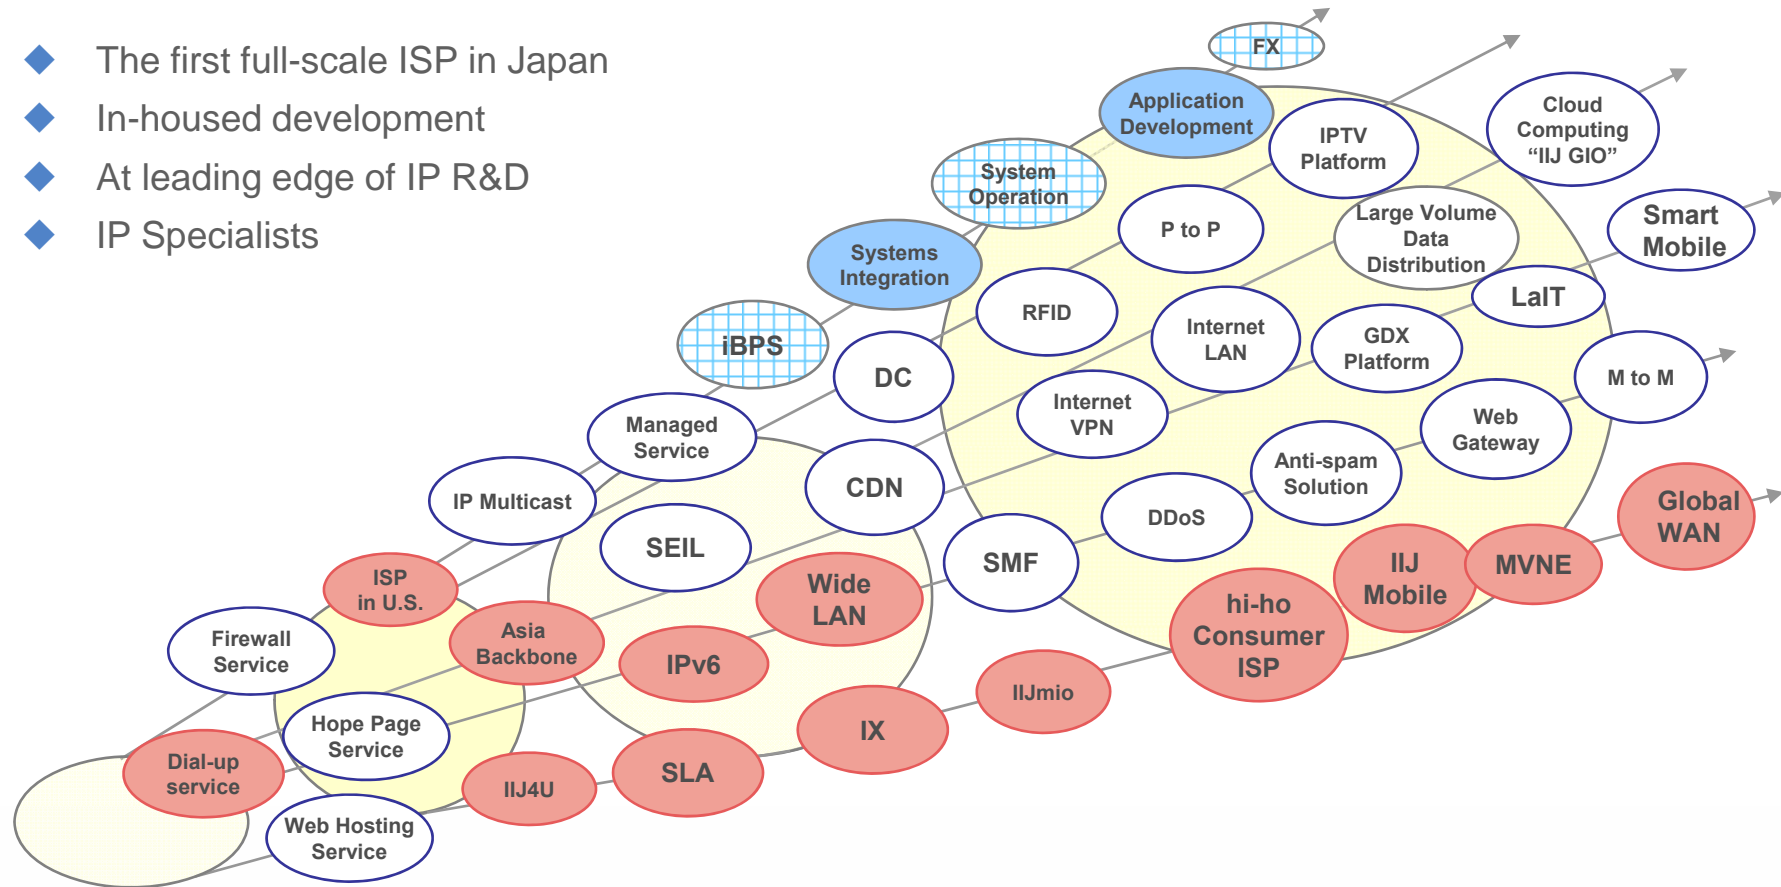 The first full-scale ISP in Japan
In-housed development
At leading edge of IP R&D
IP Specialists
FX
Application
Development
IPTV
Platform
Cloud
Computing
“IIJ GIO”
System
Operation
P to P
Large Volume
Data
Distribution
Smart
Mobile
Systems
Integration
RFID
Internet
LAN
GDX
Platform
LaIT
iBPS
DC
M to M
Managed
Service
Internet
VPN
Web
Gateway
IP Multicast
CDN
Anti-spam
Solution
SEIL
DDoS
Global
WAN
ISP
in U.S.
Wide
LAN
SMF
IIJ
Mobile
MVNE
Firewall
Service
Asia
Backbone
IPv6
hi-ho
Consumer
ISP
IIJmio
Hope Page
Service
IX
Dial-up
service
IIJ4U
SLA
Web Hosting
Service